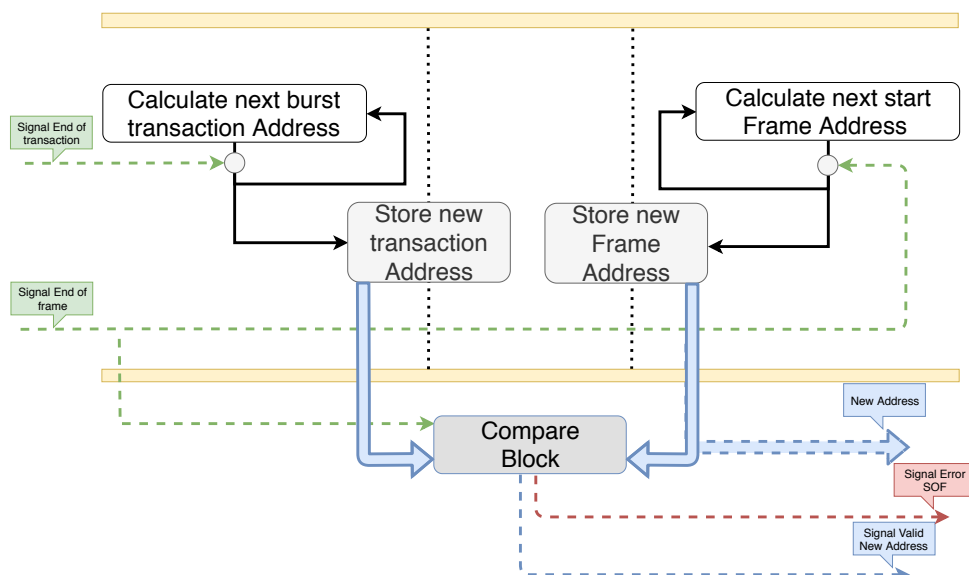 Calculate next burst
transaction Address
Calculate next start
Frame Address
Signal End of
transaction
Store new
transaction
Address
Store new
Frame
Address
Signal End of
frame
New Address
Compare
Block
Signal Error
SOF
Signal Valid
New Address